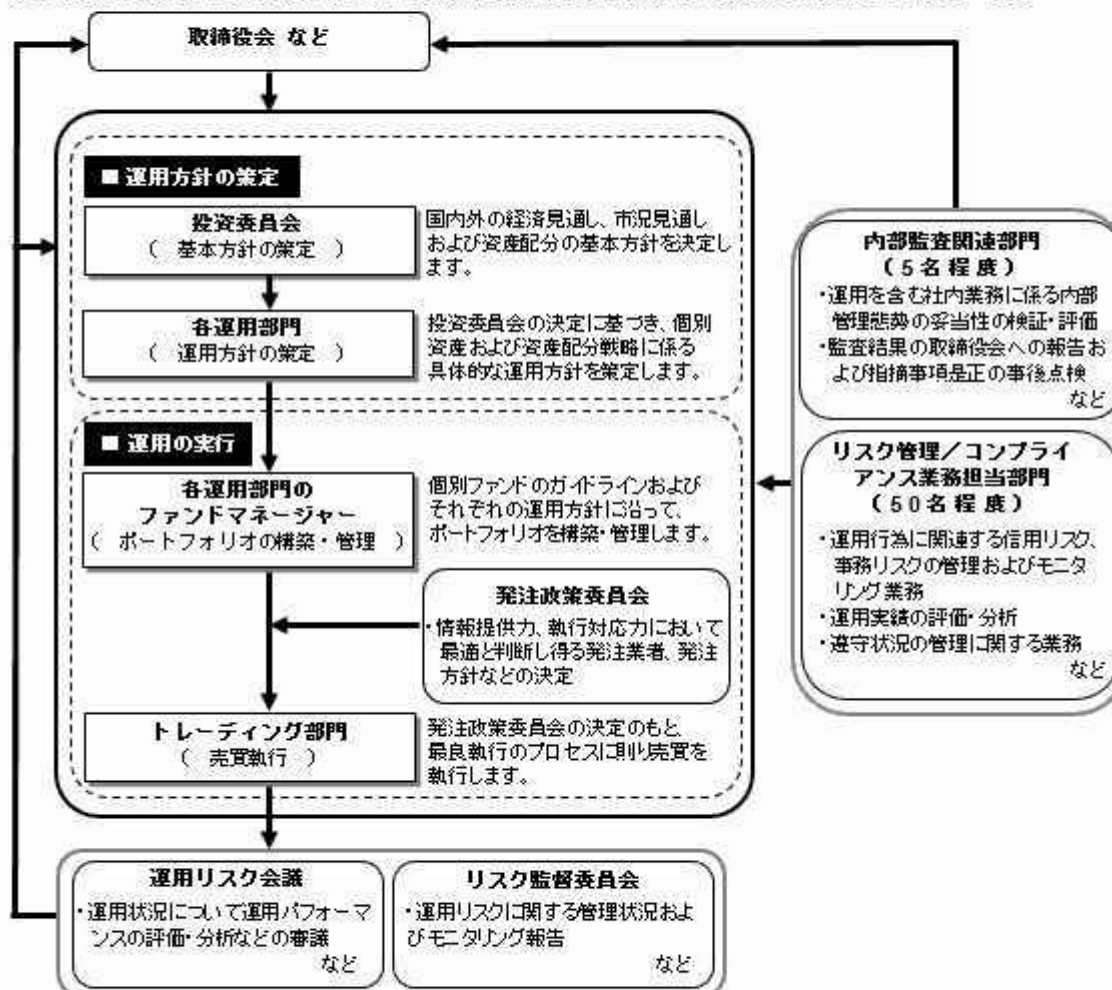 取締役会 など
■ 運用方針の策定
投資委員会
( 基本方針の策定 )
国内外の経済見通し、市況見通し
および資産配分の基本方針を決定し
ます。
各運用部門
( 運用方針の策定 )
投資委員会の決定に基づき、個別
資産および資産配分戦略に係る
具体的な運用方針を策定します。
■ 運用の実行
各運用部門の
ファンドマネージャー
( ポートフォリオの構築・管理 )
個別ファンドのガイドラインおよび
それぞれの運用方針に沿って、
ポートフォリオを構築・管理します。
発注政策委員会
・情報提供力、執行対応力において
最適と判断し得る発注業者、発注
方針などの決定
トレーディング部門
( 売買執行 )
発注政策委員会の決定のもと、
最良執行のプロセスに則り売買を
執行します。
運用リスク会議
・運用状況について運用パフォーマ
ンスの評価・分析などの審議
など
リスク監督委員会
・運用リスクに関する管理状況およ
びモニタリング報告
など
内部監査関連部門
(5名程度)
・運用を含む社内業務に係る内部
管理態勢の妥当性の検証・評価
・監査結果の取締役会への報告お
よび指摘事項是正の事後点検
など
リスク管理/コンプライ
アンス業務担当部門
(50名程度)
・運用行為に関連する信用リスク、
事務リスクの管理およびモニタ
リング業務
・運用実績の評価・分析
・遵守状況の管理に関する業務
など